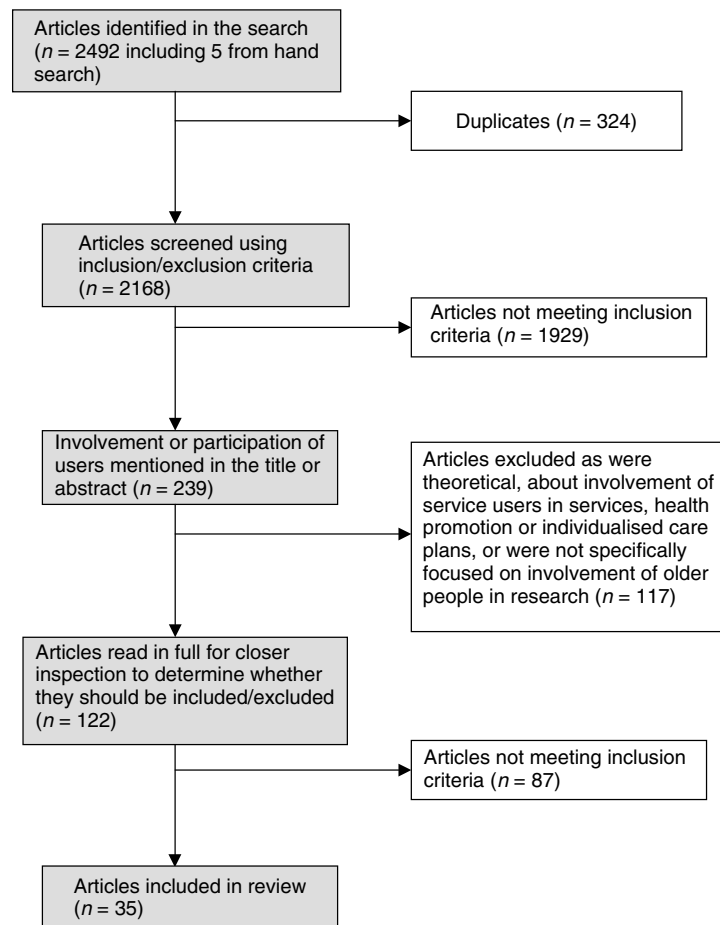 Articles identified in the search
(n = 2492 including 5 from hand
search)
Duplicates (n = 324)
Articles screened using
inclusion/exclusion criteria
(n = 2168)
Articles not meeting inclusion
criteria (n = 1929)
Involvement or participation of
users mentioned in the title or
abstract (n = 239)
Articles excluded as were
theoretical, about involvement of
service users in services, health
promotion or individualised care
plans, or were not specifically
focused on involvement of older
people in research (n = 117)
Articles read in full for closer
inspection to determine whether
they should be included/excluded
(n = 122)
Articles not meeting inclusion
criteria (n = 87)
Articles included in review
(n = 35)